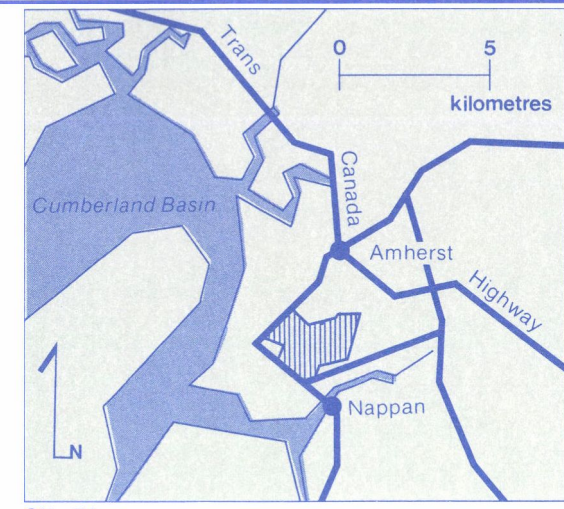 Trans
0 5
kilometres
Canada
Cumberland Basin
Amherst
Highway
N
Nappan